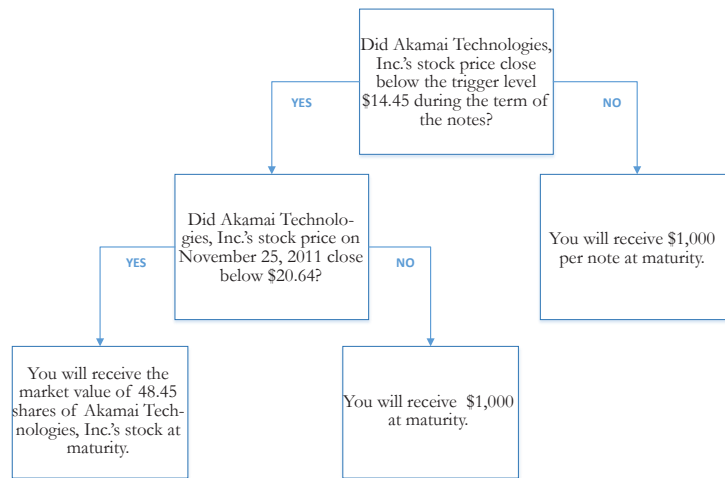 Did Akamai Technologies,
Inc.'s stock price close
below the trigger level
$14.45 during the term of
the notes?
YES
NO
Did Akamai Technolo-
gies, Inc.'s stock price on
November 25, 2011 close
below $20.64?
You will receive $1,000
per note at maturity.
YES
NO
You will receive the
market value of 48.45
shares of Akamai Tech-
nologies, Inc.'s stock at
maturity.
You will receive $1,000
at maturity.